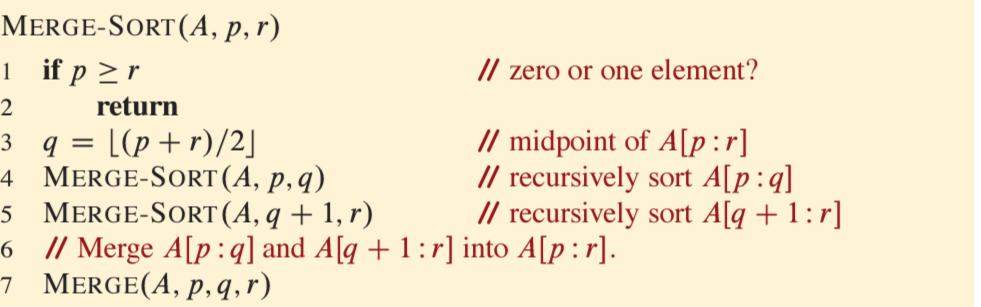 MERGE-SORT(A, p, r)
1 if p ≥ r // zero or one element?
2 return
3 q = ⌊(p + r)/2⌋ // midpoint of A[p : r]
4 MERGE-SORT(A, p, q) // recursively sort A[p : q]
5 MERGE-SORT(A, q + 1, r) // recursively sort A[q + 1 : r]
6 // Merge A[p : q] and A[q + 1 : r] into A[p : r].
7 MERGE(A, p, q, r)